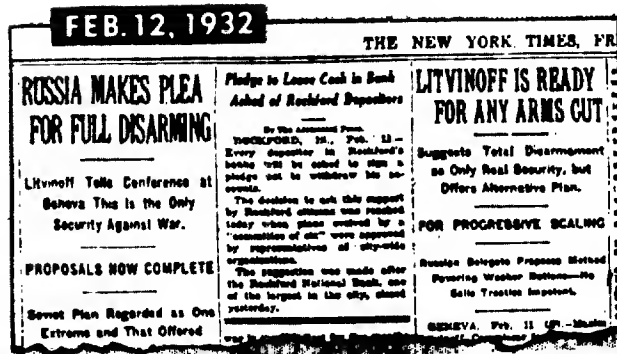 FEB. 12, 1932
THE NEW YORK TIMES, FR
RUSSIA MAKES PLEA
FOR FULL DISARMING
Litvinoff Tells Conference at
Geneva This Is the Only
Security Against War.
PROPOSALS NOW COMPLETE
Soviet Plan Regarded as One
Extreme and That Offered
Pledge to Leave Cash in Bank
Asked of Rockford Depositors
By The Associated Press.
ROCKFORD, Ill., Feb. 11.—
Every depositor in Rockford's
banks will be asked to sign a
pledge not to withdraw his ac-
counts.
The decision to ask this support
by Rockford citizens was reached
today when plans evolved by a
"committee of six" were approved
by representatives of city-wide
organizations.
The suggestion was made after
the Rockford National Bank, one
of the largest in the city, closed
yesterday.
LITVINOFF IS READY
FOR ANY ARMS CUT
Suggests Total Disarmament
as Only Real Security, but
Offers Alternative Plan.
FOR PROGRESSIVE SCALING
Russian Delegate Proposes Method
Favoring Weaker Nations—He
Calls Treaties Impotent.
GENEVA, Feb. 11